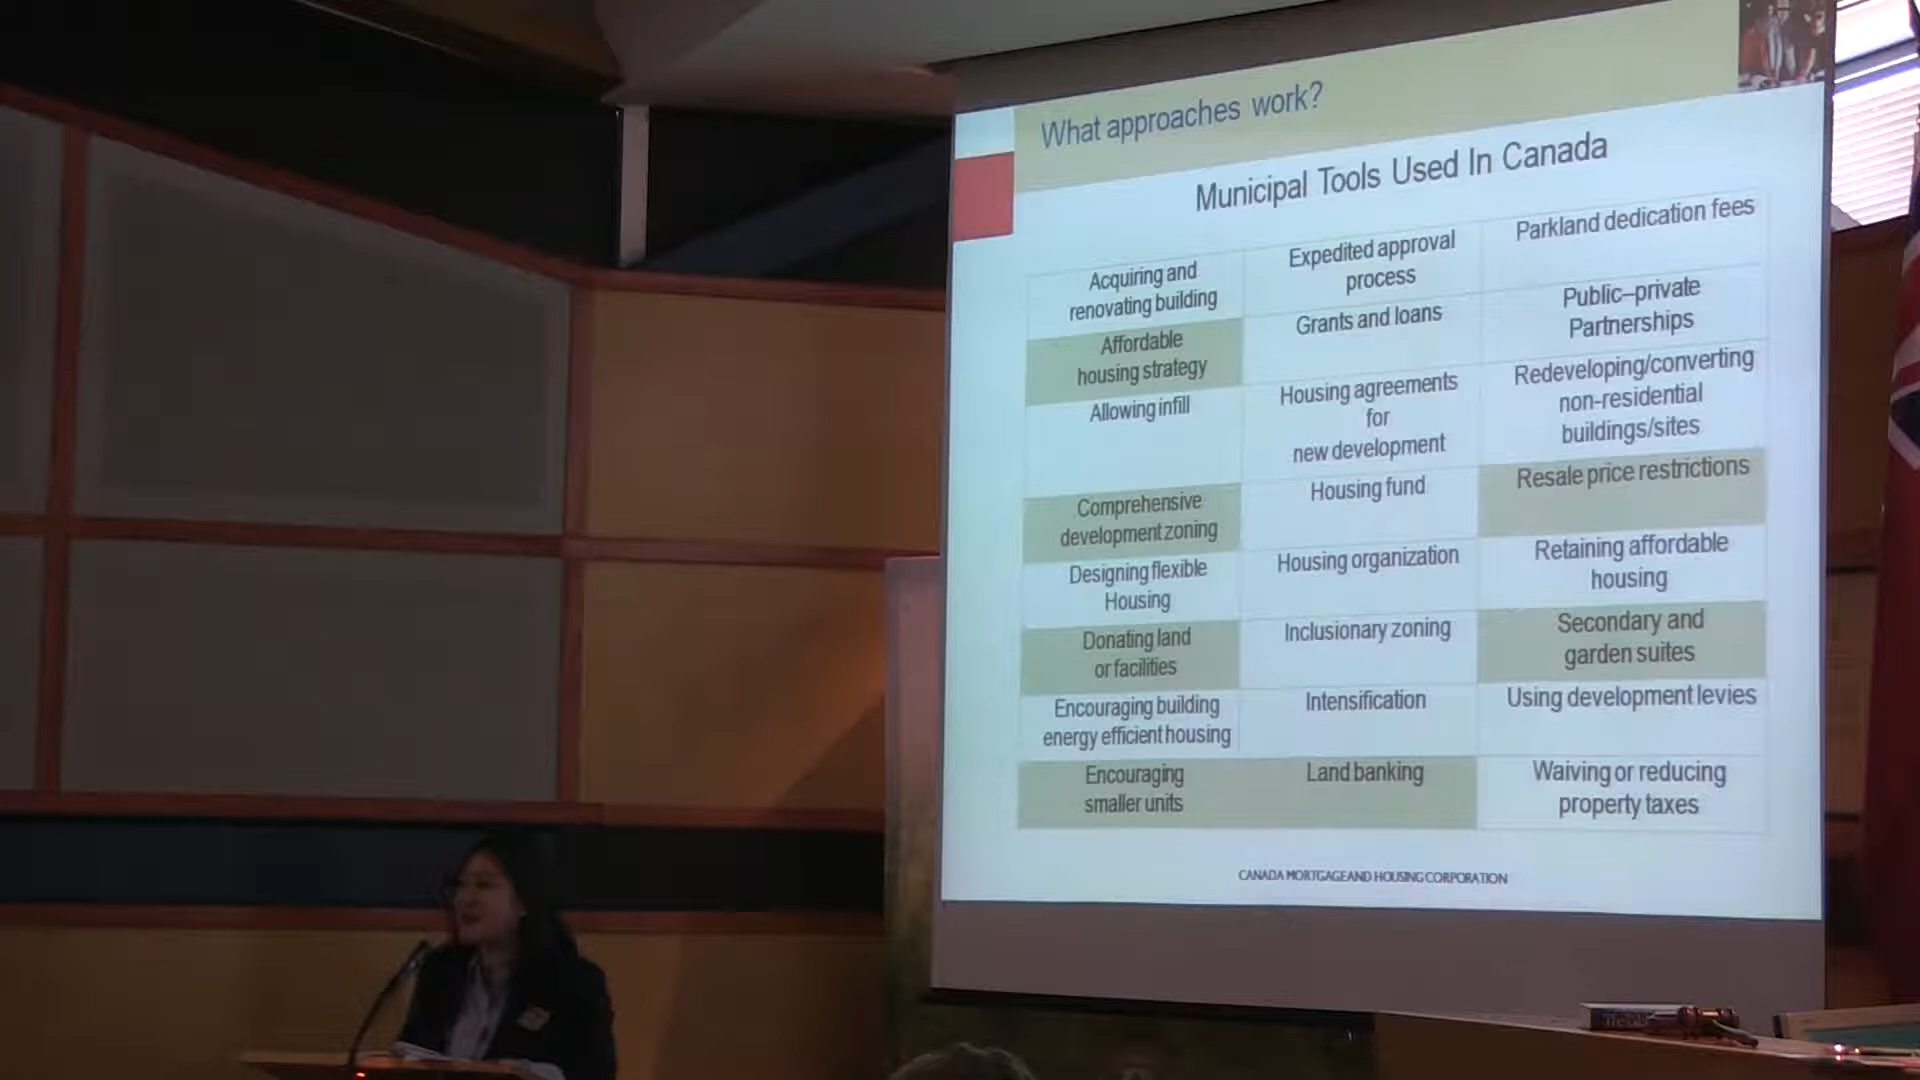 What approaches work?
Municipal Tools Used In Canada
Acquiring and
renovating building
Expedited approval
process
Parkland dedication fees
Affordable
housing strategy
Grants and loans
Public–private
Partnerships
Allowing infill
Housing agreements
for
new development
Redeveloping/converting
non-residential
buildings/sites
Comprehensive
development zoning
Housing fund
Resale price restrictions
Designing flexible
Housing
Housing organization
Retaining affordable
housing
Donating land
or facilities
Inclusionary zoning
Secondary and
garden suites
Encouraging building
energy efficient housing
Intensification
Using development levies
Encouraging
smaller units
Land banking
Waiving or reducing
property taxes
CANADA MORTGAGE AND HOUSING CORPORATION